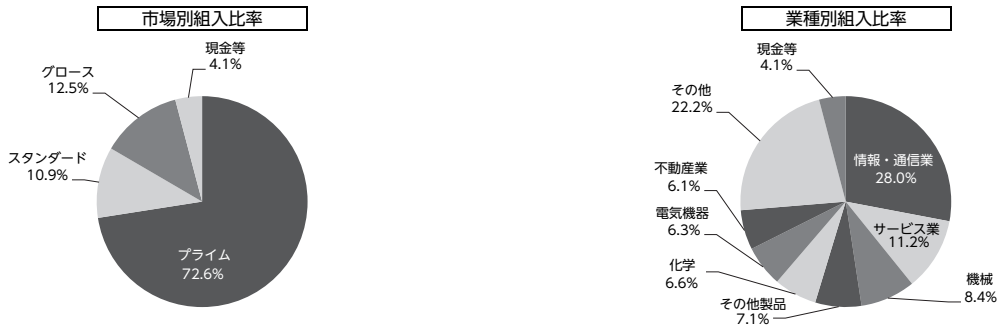 市場別組入比率
現金等
4.1%
グロース
12.5%
スタンダード
10.9%
プライム
72.6%
業種別組入比率
現金等
4.1%
その他
22.2%
情報・通信業
28.0%
不動産業
6.1%
サービス業
11.2%
電気機器
6.3%
化学
6.6%
機械
8.4%
その他製品
7.1%